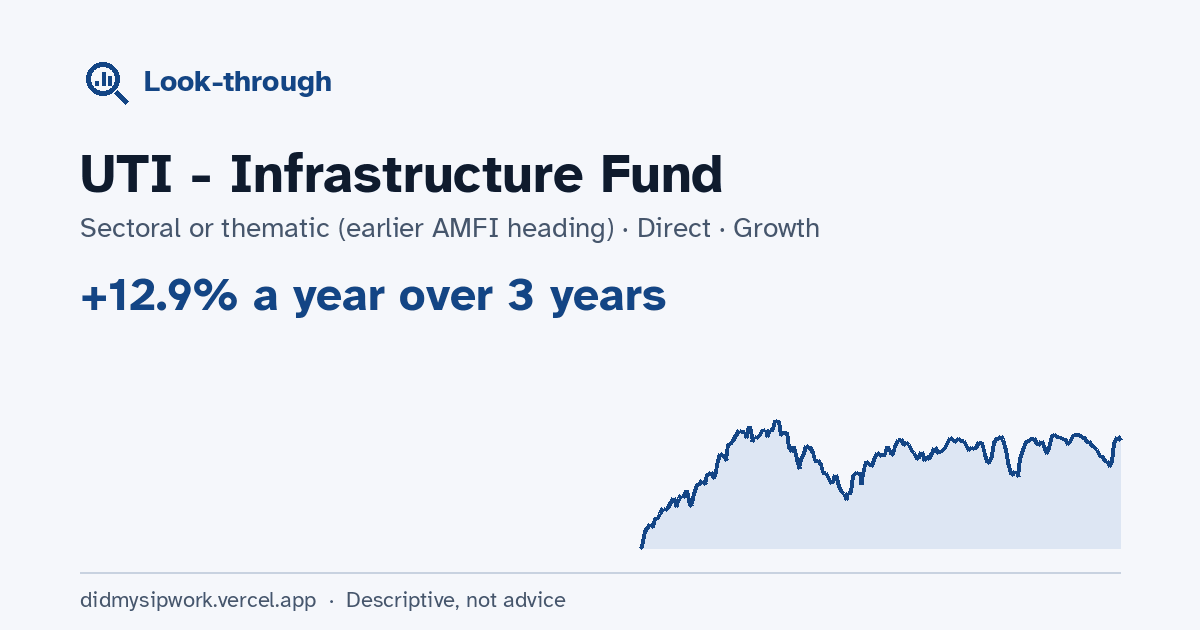 Look-through
UTI - Infrastructure Fund
Sectoral or thematic (earlier AMFI heading) · Direct · Growth
+12.9% a year over 3 years
didmysipwork.vercel.app · Descriptive, not advice